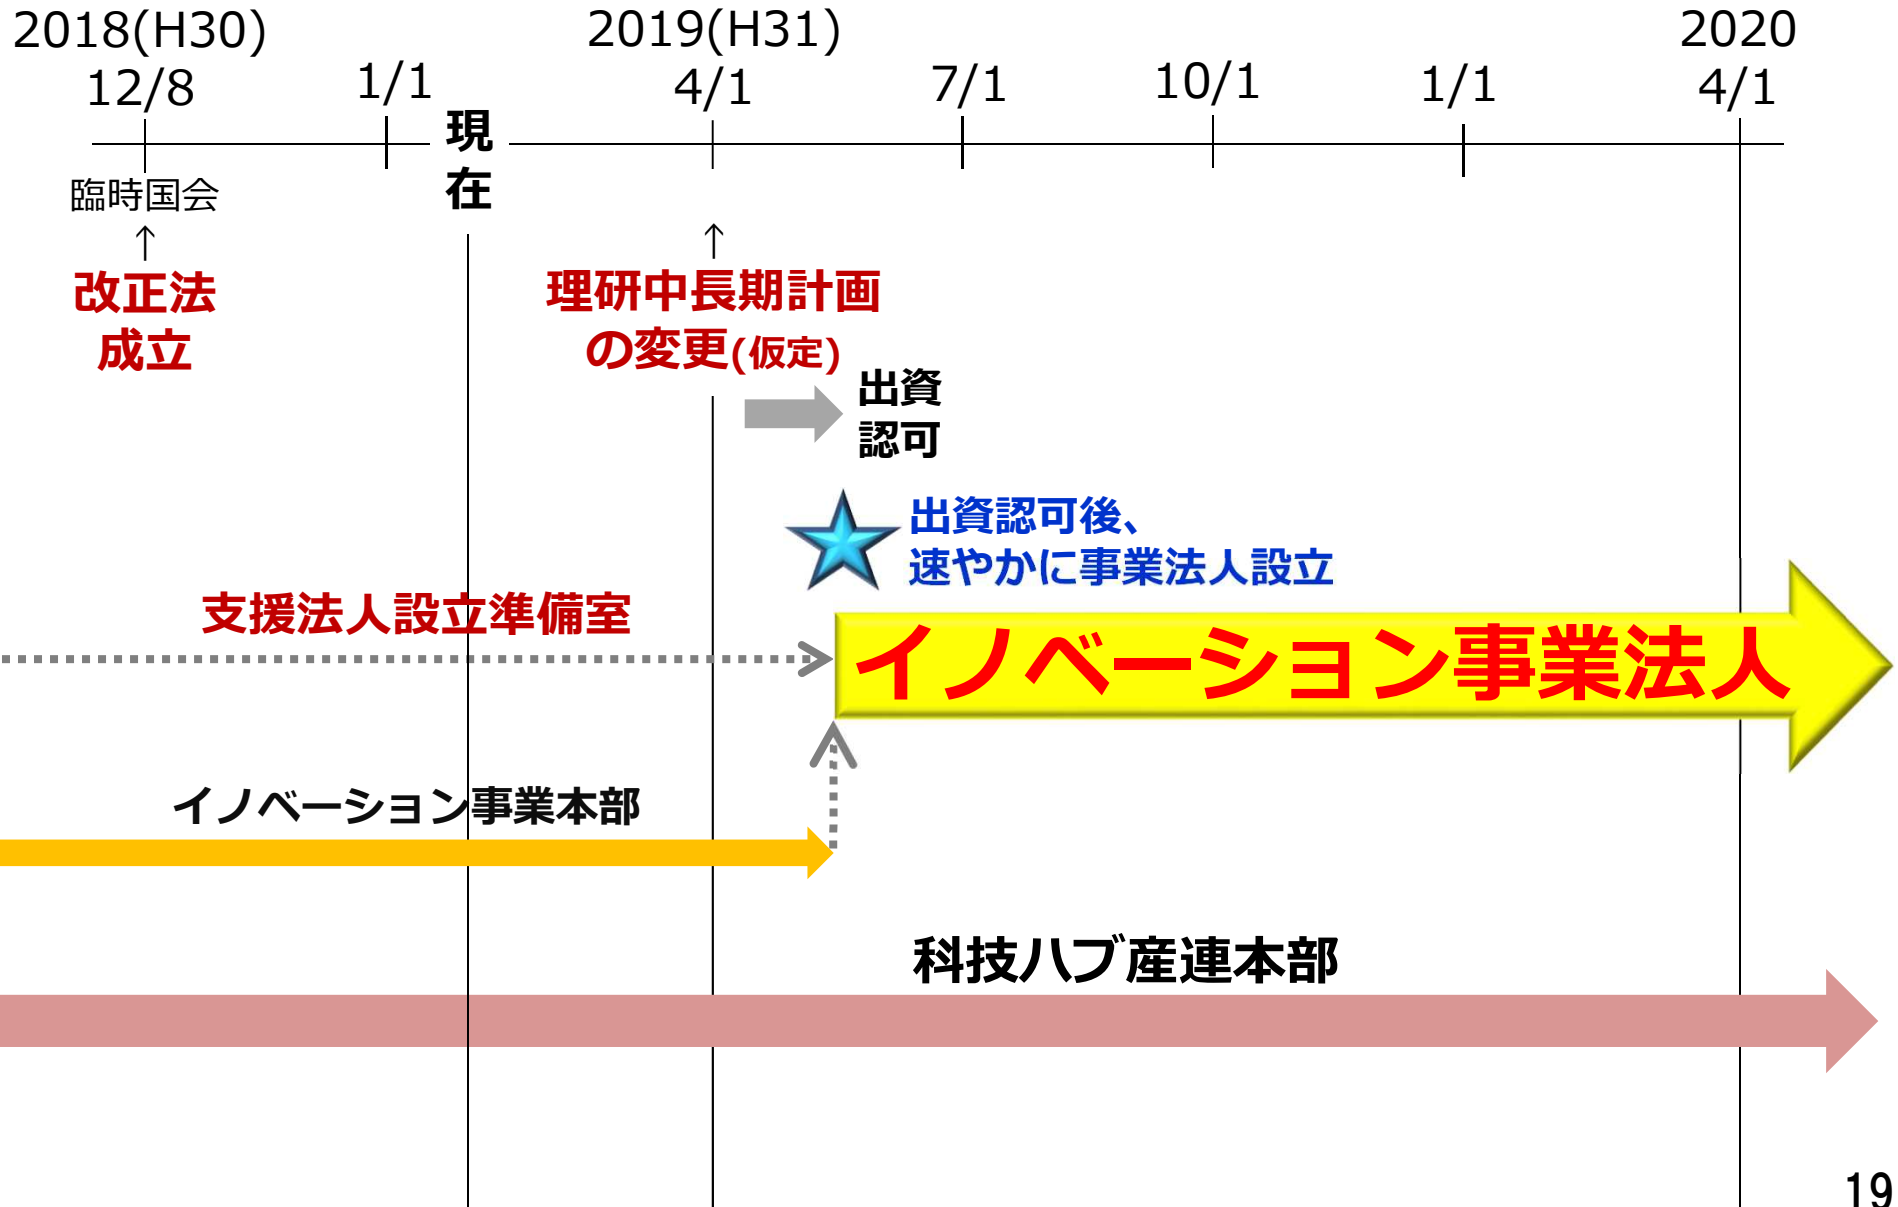 2018(H30)
12/8
1/1
現
在
2019(H31)
4/1
7/1
10/1
1/1
2020
4/1
臨時国会
↑
改正法
成立
↑
理研中長期計画
の変更(仮定)
出資
認可
出資認可後、
速やかに事業法人設立
支援法人設立準備室
イノベーション事業法人
イノベーション事業本部
科技ハブ産連本部
19